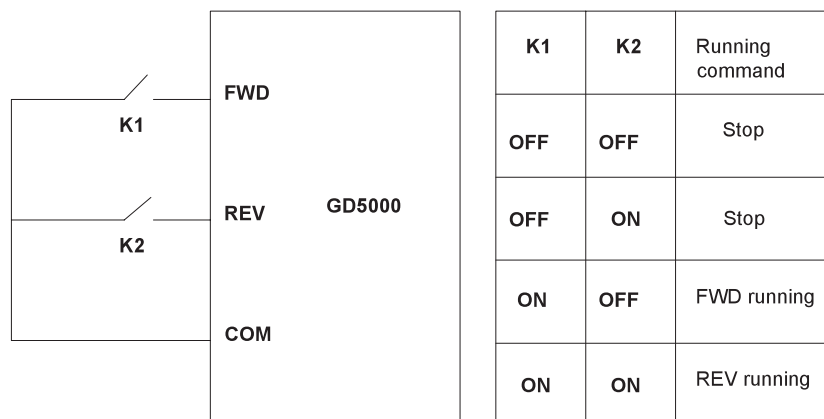 K1
FWD
K2
REV
GD5000
COM
K1 K2 Running
command
OFF OFF Stop
OFF ON Stop
ON OFF FWD running
ON ON REV running